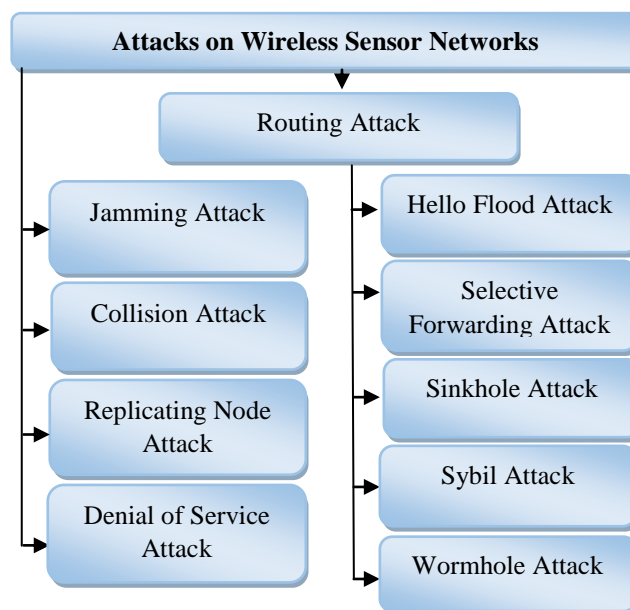 Attacks on Wireless Sensor Networks
Routing Attack
Jamming Attack
Collision Attack
Replicating Node
Attack
Denial of Service
Attack
Hello Flood Attack
Selective
Forwarding Attack
Sinkhole Attack
Sybil Attack
Wormhole Attack